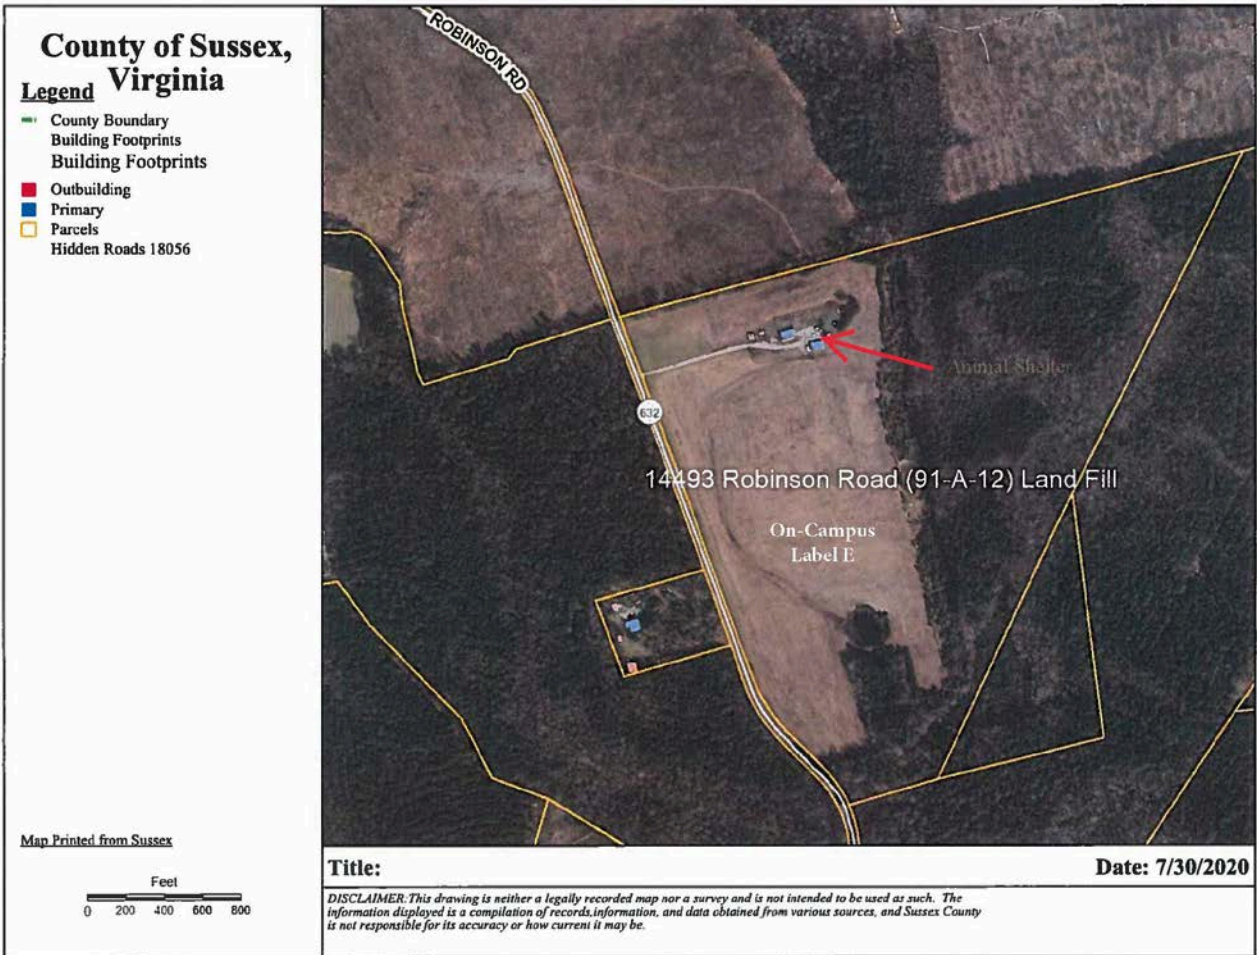 County of Sussex,
Virginia
Legend
County Boundary
Building Footprints
Building Footprints
Outbuilding
Primary
Parcels
Hidden Roads 18056
Map Printed from Sussex
Feet
0 200 400 600 800
ROBINSON RD
Animal Shelter
632
14493 Robinson Road (91-A-12) Land Fill
On-Campus
Label E
Title:
Date: 7/30/2020
DISCLAIMER:This drawing is neither a legally recorded map nor a survey and is not intended to be used as such. The
information displayed is a compilation of records,information, and data obtained from various sources, and Sussex County
is not responsible for its accuracy or how current it may be.